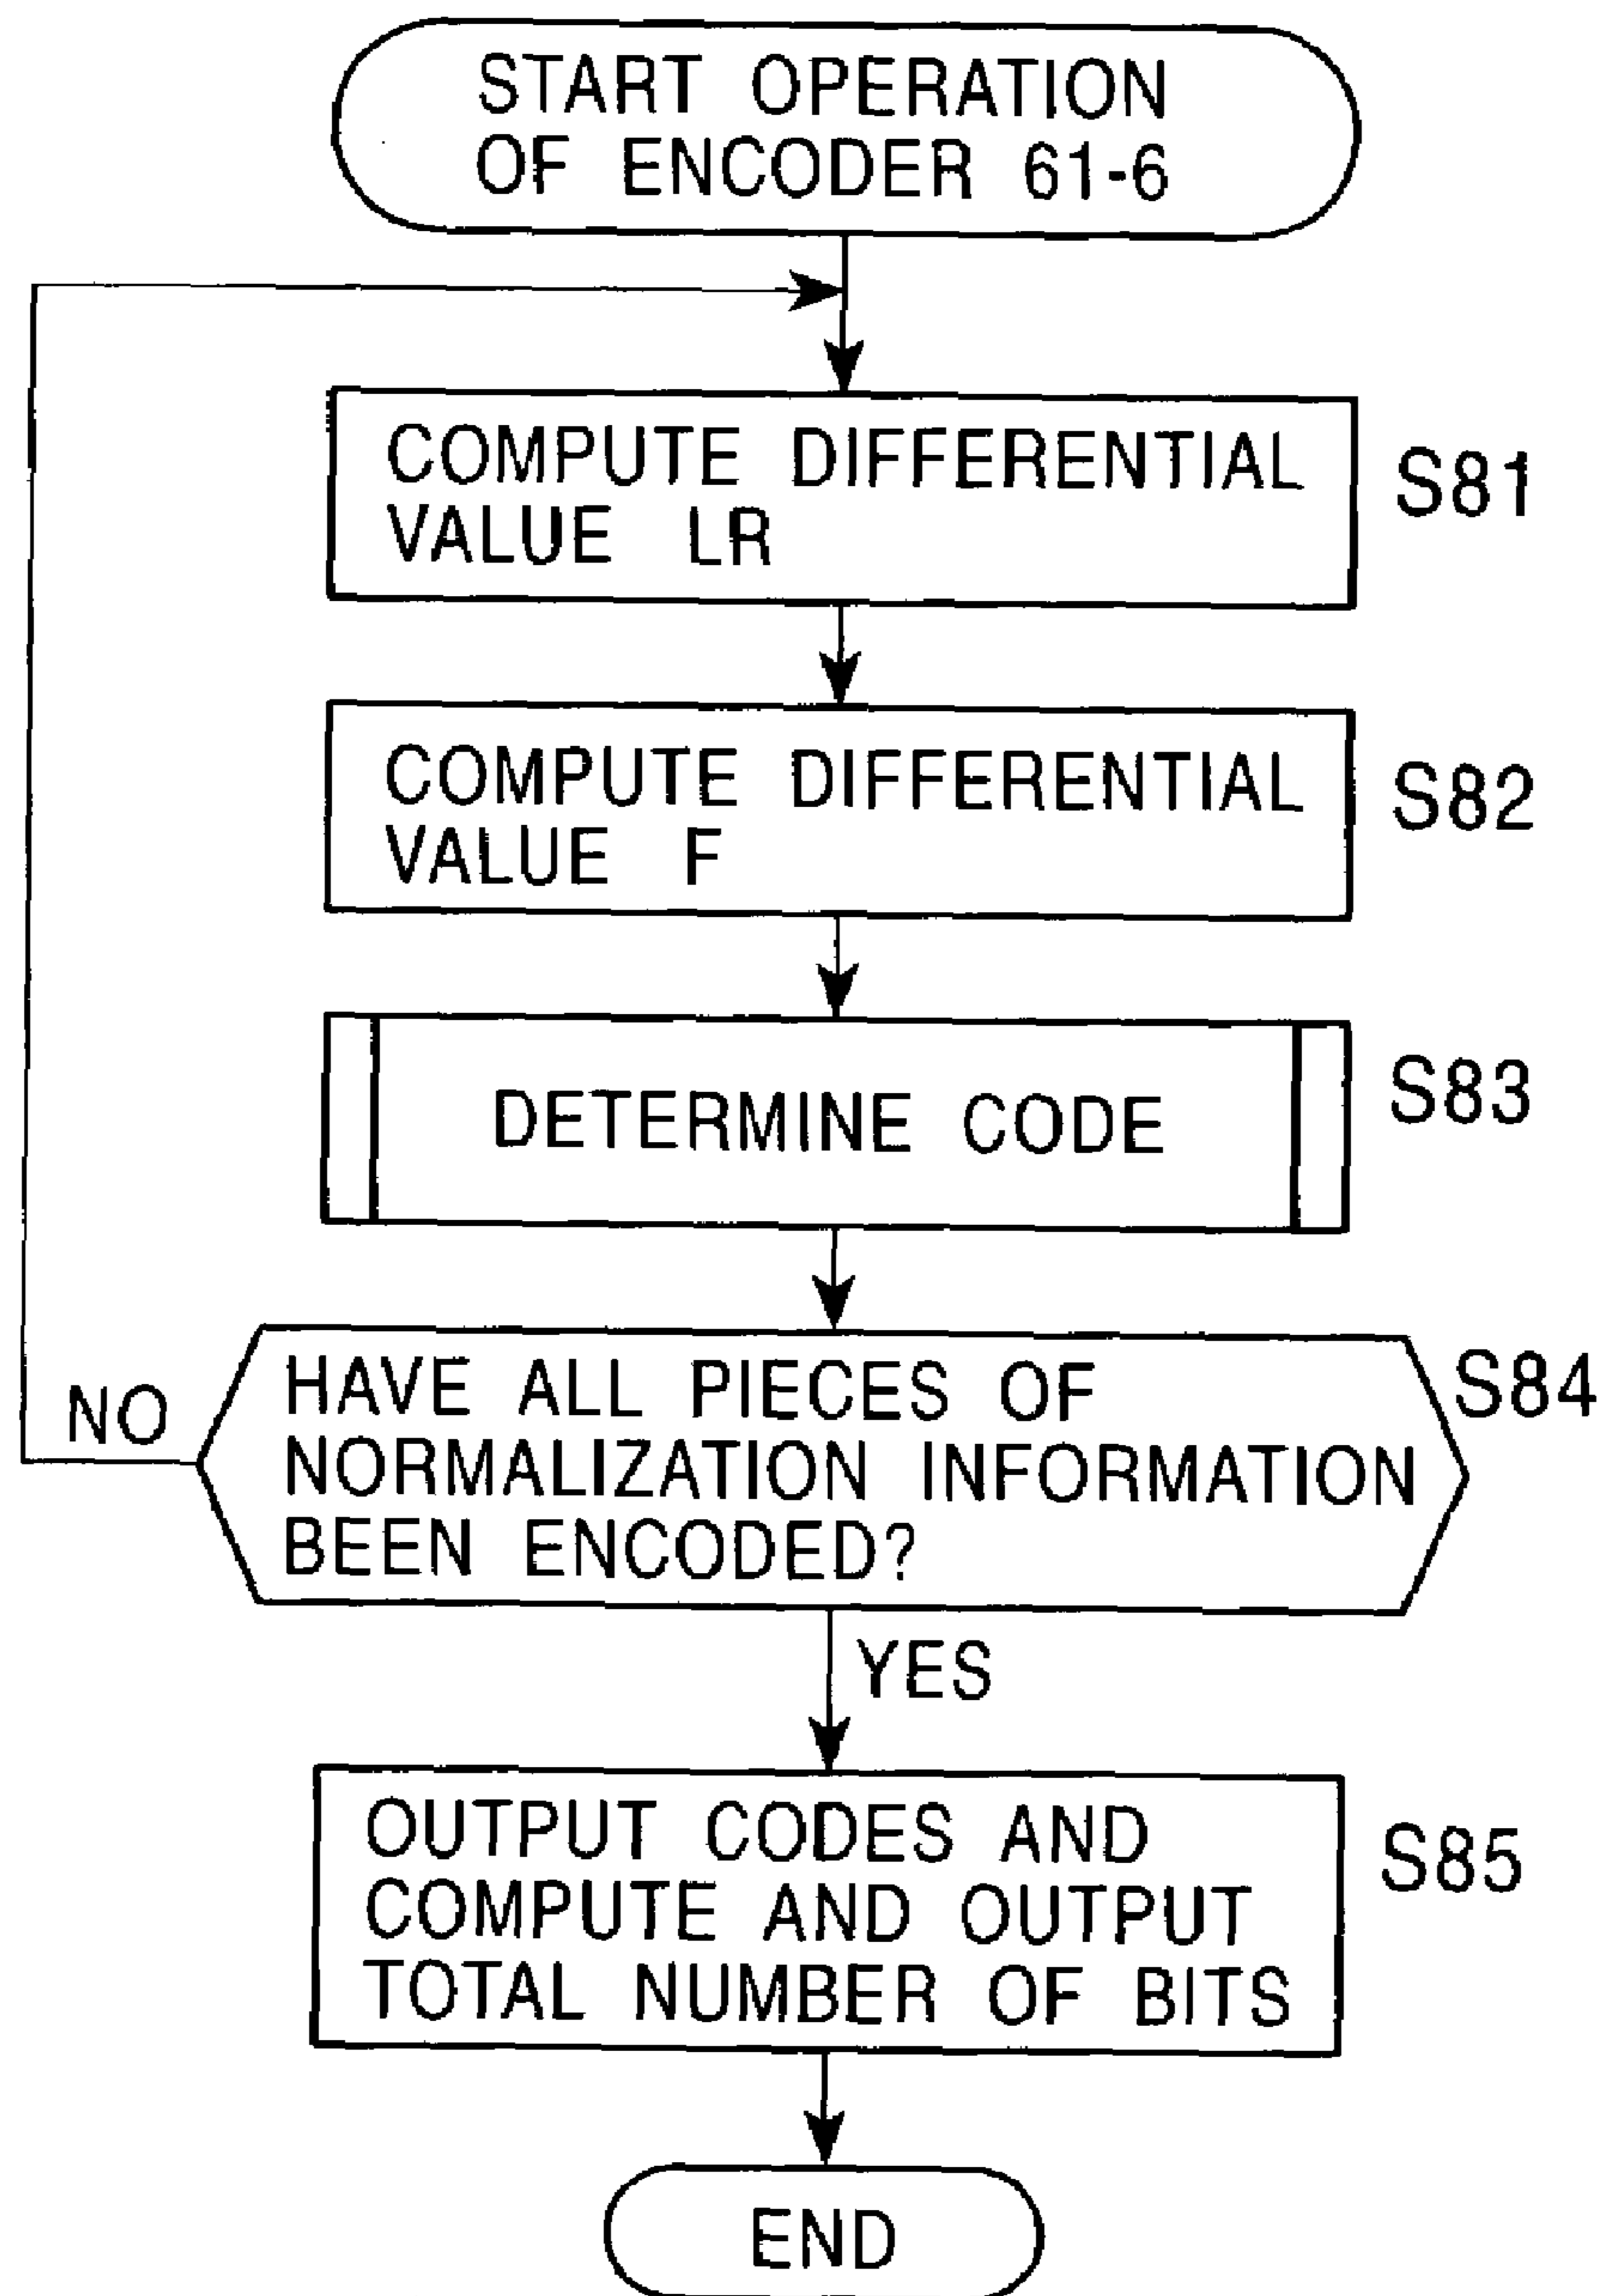 START OPERATION
OF ENCODER 61-6
COMPUTE DIFFERENTIAL
VALUE LR
S81
COMPUTE DIFFERENTIAL
VALUE F
S82
DETERMINE CODE
S83
HAVE ALL PIECES OF
NORMALIZATION INFORMATION
BEEN ENCODED?
S84
NO
YES
OUTPUT CODES AND
COMPUTE AND OUTPUT
TOTAL NUMBER OF BITS
S85
END